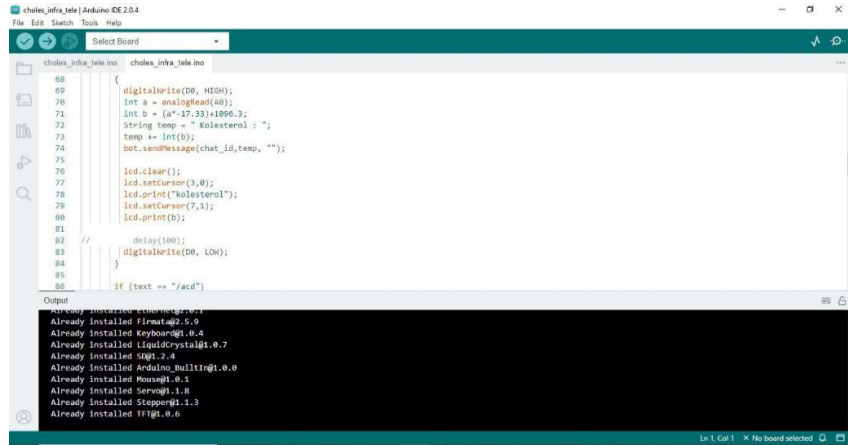 choles_infra_tele | Arduino IDE 2.0.4
File Edit Sketch Tools Help
Select Board
choles_infra_tele.ino choles_infra_tele.ino
68 {
69 digitalWrite(D0, HIGH);
70 int a = analogRead(A0);
71 int b = (a*-17.33)+1096.3;
72 String temp = " Kolesterol : ";
73 temp += int(b);
74 bot.sendMessage(chat_id,temp, "");
75
76 lcd.clear();
77 lcd.setCursor(3,0);
78 lcd.print("kolesterol");
79 lcd.setCursor(7,1);
80 lcd.print(b);
81
82 // delay(100);
83 digitalWrite(D0, LOW);
84 }
85
86 if (text == "/acd")
Output
Already installed Ethernet@2.0.1
Already installed Firmata@2.5.9
Already installed Keyboard@1.0.4
Already installed LiquidCrystal@1.0.7
Already installed SD@1.2.4
Already installed Arduino_BuiltIn@1.0.0
Already installed Mouse@1.0.1
Already installed Servo@1.1.8
Already installed Stepper@1.1.3
Already installed TFT@1.0.6
Ln 1, Col 1 × No board selected